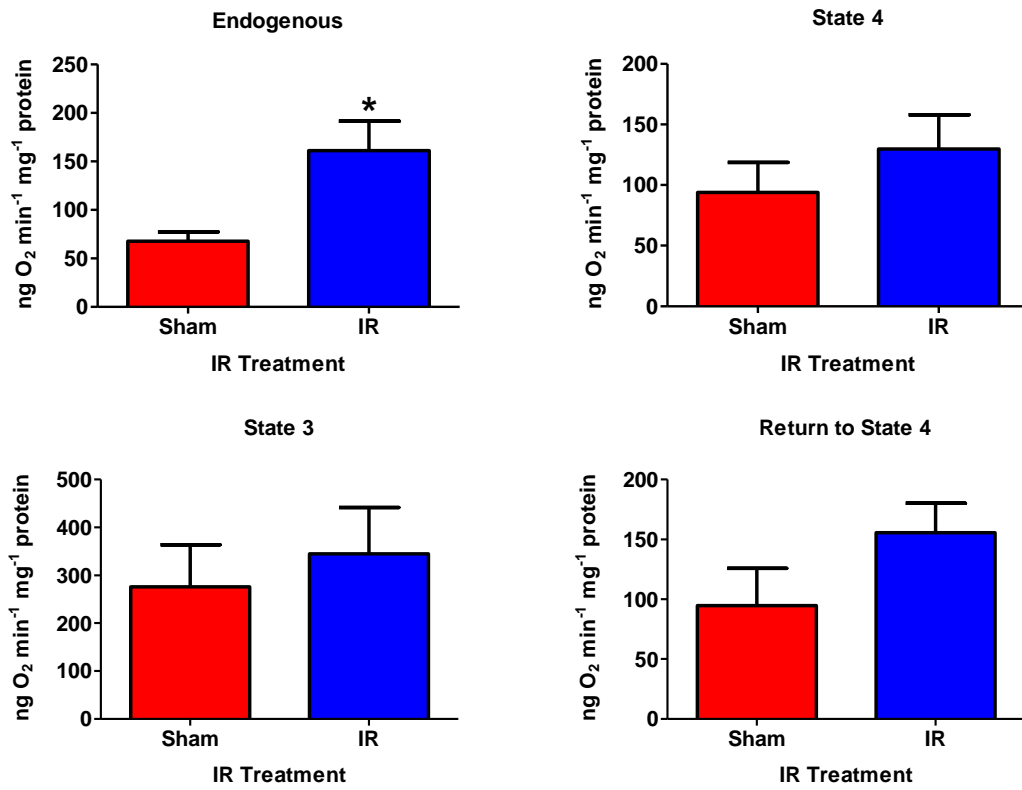 Endogenous
ng O₂ min⁻¹ mg⁻¹ protein
250
200
150
100
50
0
*
Sham
IR
IR Treatment
State 4
ng O₂ min⁻¹ mg⁻¹ protein
200
150
100
50
0
Sham
IR
IR Treatment
State 3
ng O₂ min⁻¹ mg⁻¹ protein
500
400
300
200
100
0
Sham
IR
IR Treatment
Return to State 4
ng O₂ min⁻¹ mg⁻¹ protein
200
150
100
50
0
Sham
IR
IR Treatment